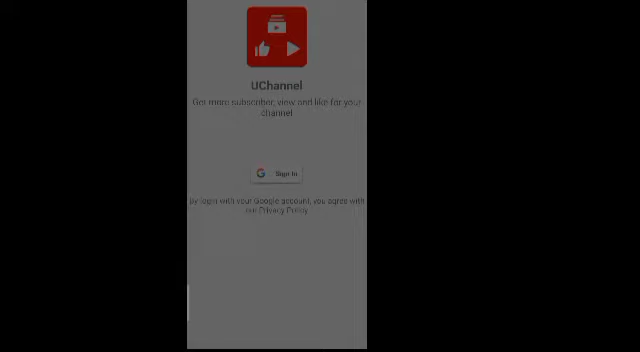 UChannel
Get more subscriber, view and like for your
channel
Sign In
By login with your Google account, you agree with
our Privacy Policy